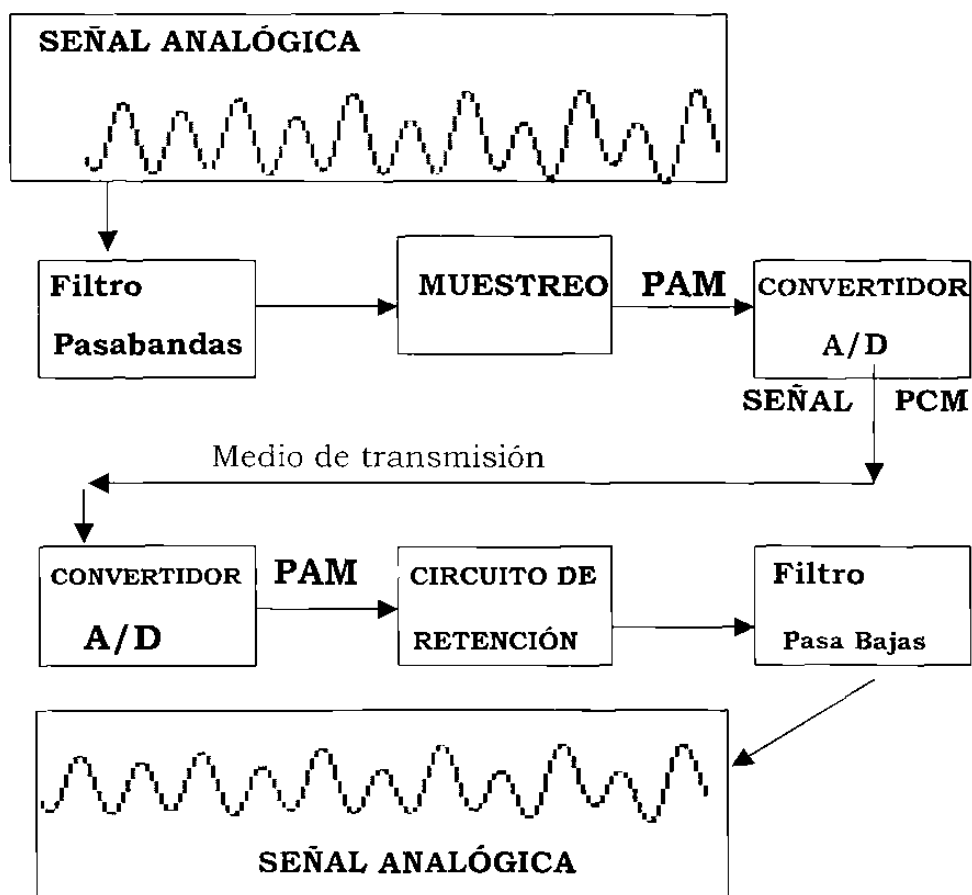 SEÑAL ANALÓGICA
Filtro
Pasabandas
MUESTREO
PAM
CONVERTIDOR
A/D
SEÑAL PCM
Medio de transmisión
CONVERTIDOR
A/D
PAM
CIRCUITO DE
RETENCIÓN
Filtro
Pasa Bajas
SEÑAL ANALÓGICA